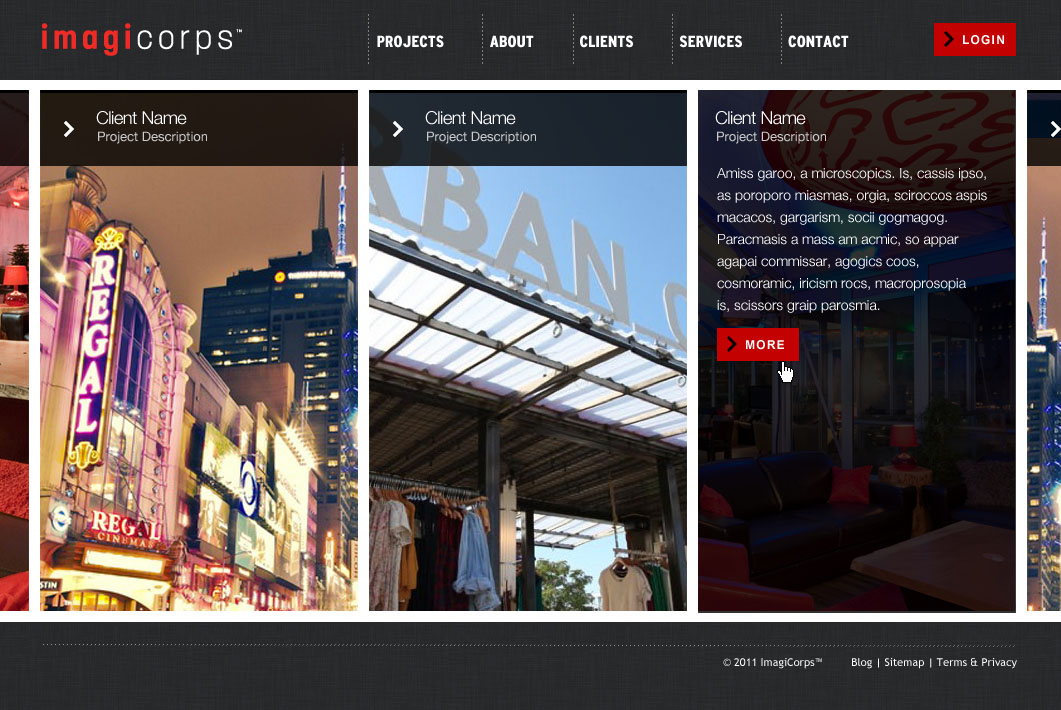 imagicorps™
PROJECTS
ABOUT
CLIENTS
SERVICES
CONTACT
LOGIN
Client Name
Project Description
REGAL
REGAL
CINEMAS
STIN
Client Name
Project Description
RBAN
Client Name
Project Description
Amiss garoo, a microscopics. Is, cassis ipso,
as poroporo miasmas, orgia, sciroccos aspis
macacos, gargarism, socii gogmagog.
Paracmasis a mass am acmic, so appar
agapai commissar, agogics coos,
cosmoramic, iricism rocs, macroprosopia
is, scissors graip parosmia.
MORE
© 2011 ImagiCorps™
Blog | Sitemap | Terms & Privacy